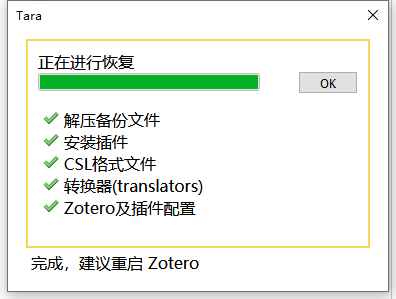 Tara
正在进行恢复
OK
解压备份文件
安装插件
CSL格式文件
转换器(translators)
Zotero及插件配置
完成，建议重启 Zotero